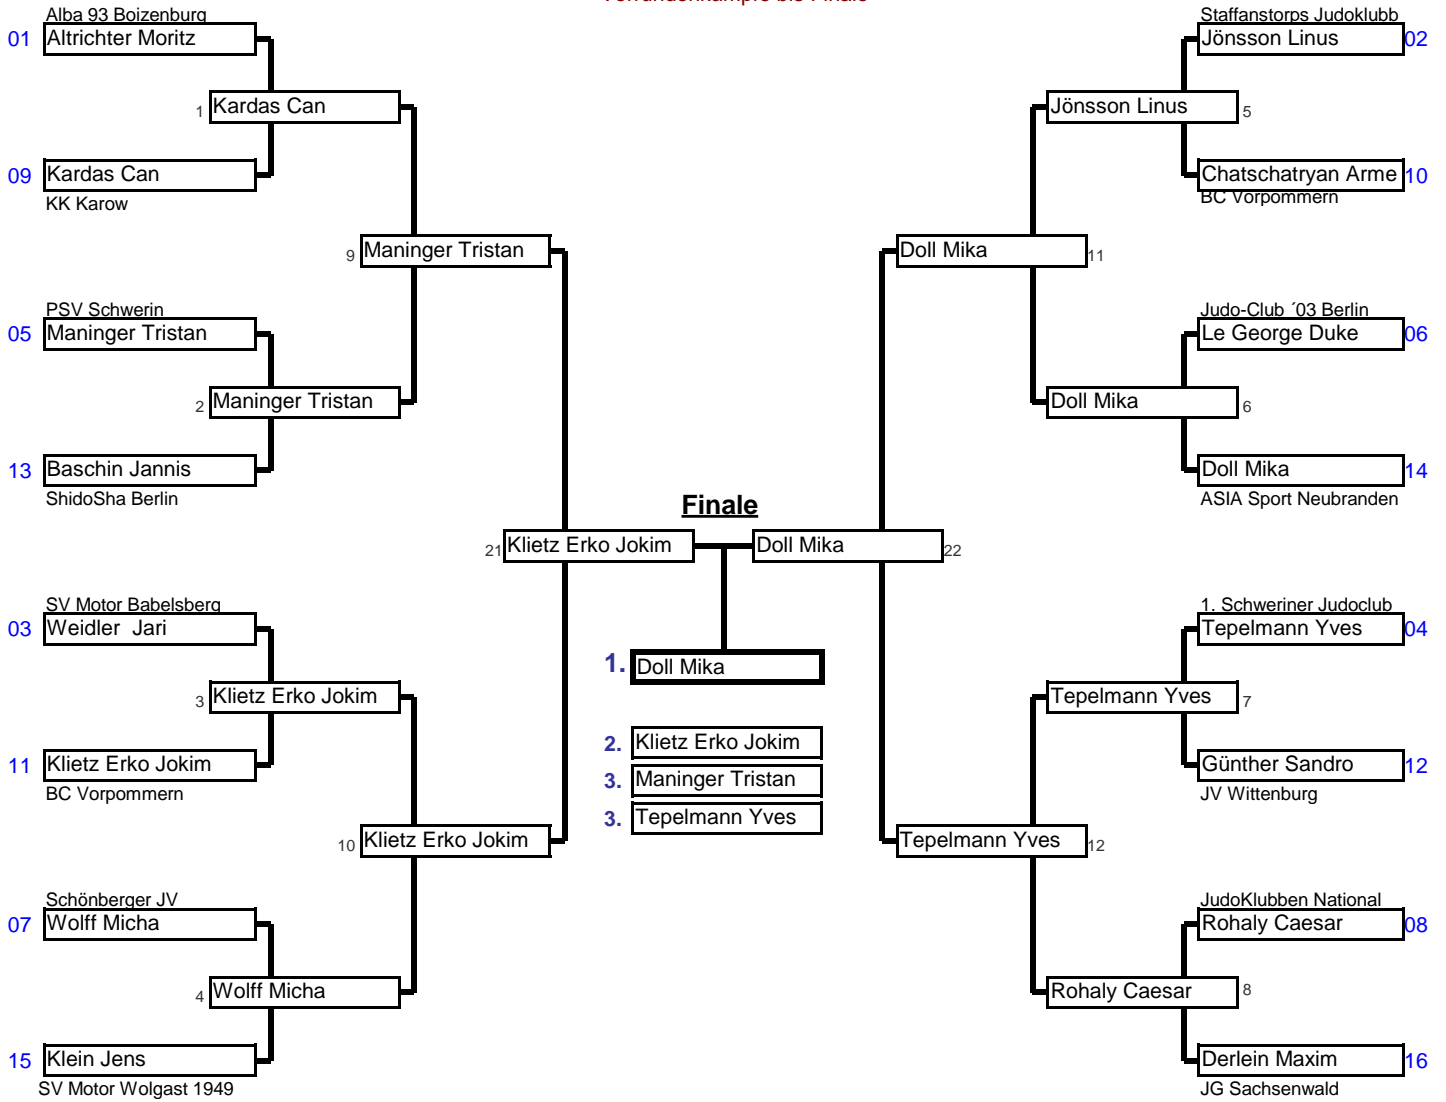 Vorrundenkämpfe bis Finale
Alba 93 Boizenburg
01 Altrichter Moritz
1 Kardas Can
09 Kardas Can
KK Karow
9 Maninger Tristan
PSV Schwerin
05 Maninger Tristan
2 Maninger Tristan
13 Baschin Jannis
ShidoSha Berlin
21 Klietz Erko Jokim
SV Motor Babelsberg
03 Weidler  Jari
3 Klietz Erko Jokim
11 Klietz Erko Jokim
BC Vorpommern
10 Klietz Erko Jokim
Schönberger JV
07 Wolff Micha
4 Wolff Micha
15 Klein Jens
SV Motor Wolgast 1949
Finale
1. Doll Mika
2. Klietz Erko Jokim
3. Maninger Tristan
3. Tepelmann Yves
Staffanstorps Judoklubb
Jönsson Linus 02
Jönsson Linus 5
Chatschatryan Arme 10
BC Vorpommern
Doll Mika 11
Judo-Club ´03 Berlin
Le George Duke 06
Doll Mika 6
Doll Mika 14
ASIA Sport Neubranden
Doll Mika 22
1. Schweriner Judoclub
Tepelmann Yves 04
Tepelmann Yves 7
Günther Sandro 12
JV Wittenburg
Tepelmann Yves 12
JudoKlubben National
Rohaly Caesar 08
Rohaly Caesar 8
Derlein Maxim 16
JG Sachsenwald